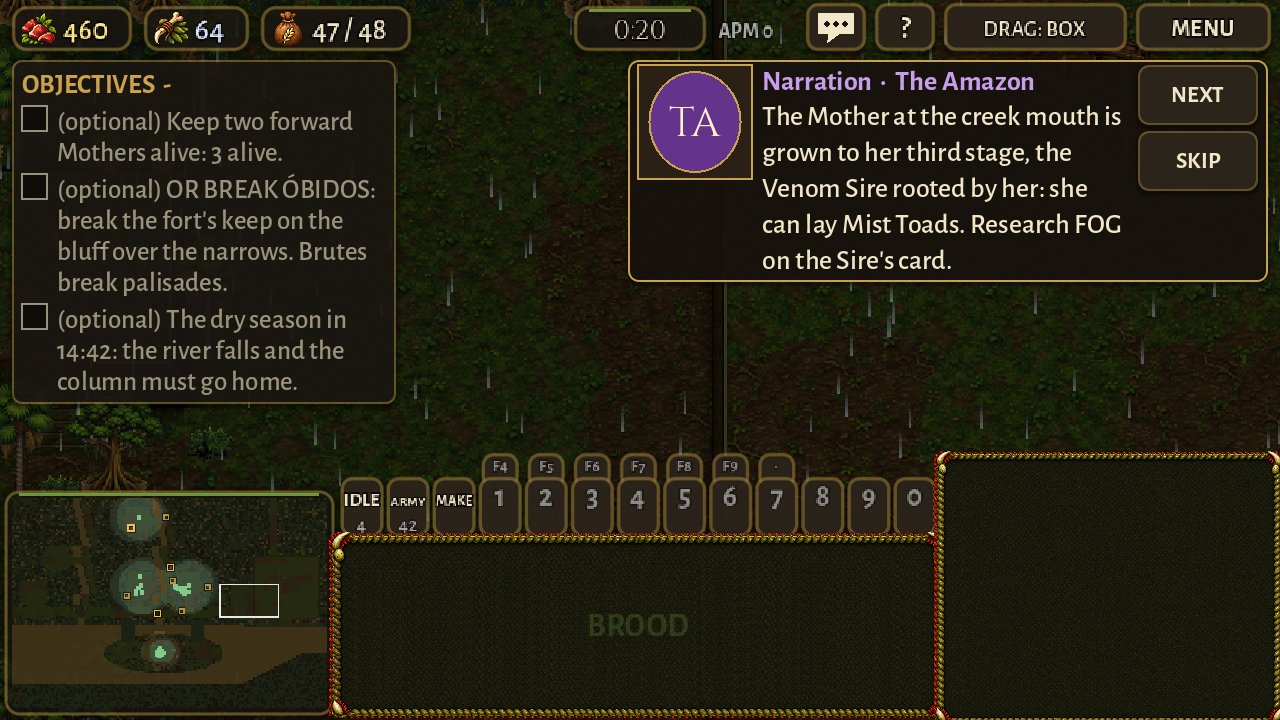 460
64
47 / 48
0:20
APM 0
?
DRAG: BOX
MENU
OBJECTIVES -
(optional) Keep two forward
Mothers alive: 3 alive.
(optional) OR BREAK ÓBIDOS:
break the fort's keep on the
bluff over the narrows. Brutes
break palisades.
(optional) The dry season in
14:42: the river falls and the
column must go home.
TA
Narration · The Amazon
The Mother at the creek mouth is
grown to her third stage, the
Venom Sire rooted by her: she
can lay Mist Toads. Research FOG
on the Sire's card.
NEXT
SKIP
F4 F5 F6 F7 F8 F9 ·
IDLE ARMY MAKE 1 2 3 4 5 6 7 8 9 0
4 42
BROOD